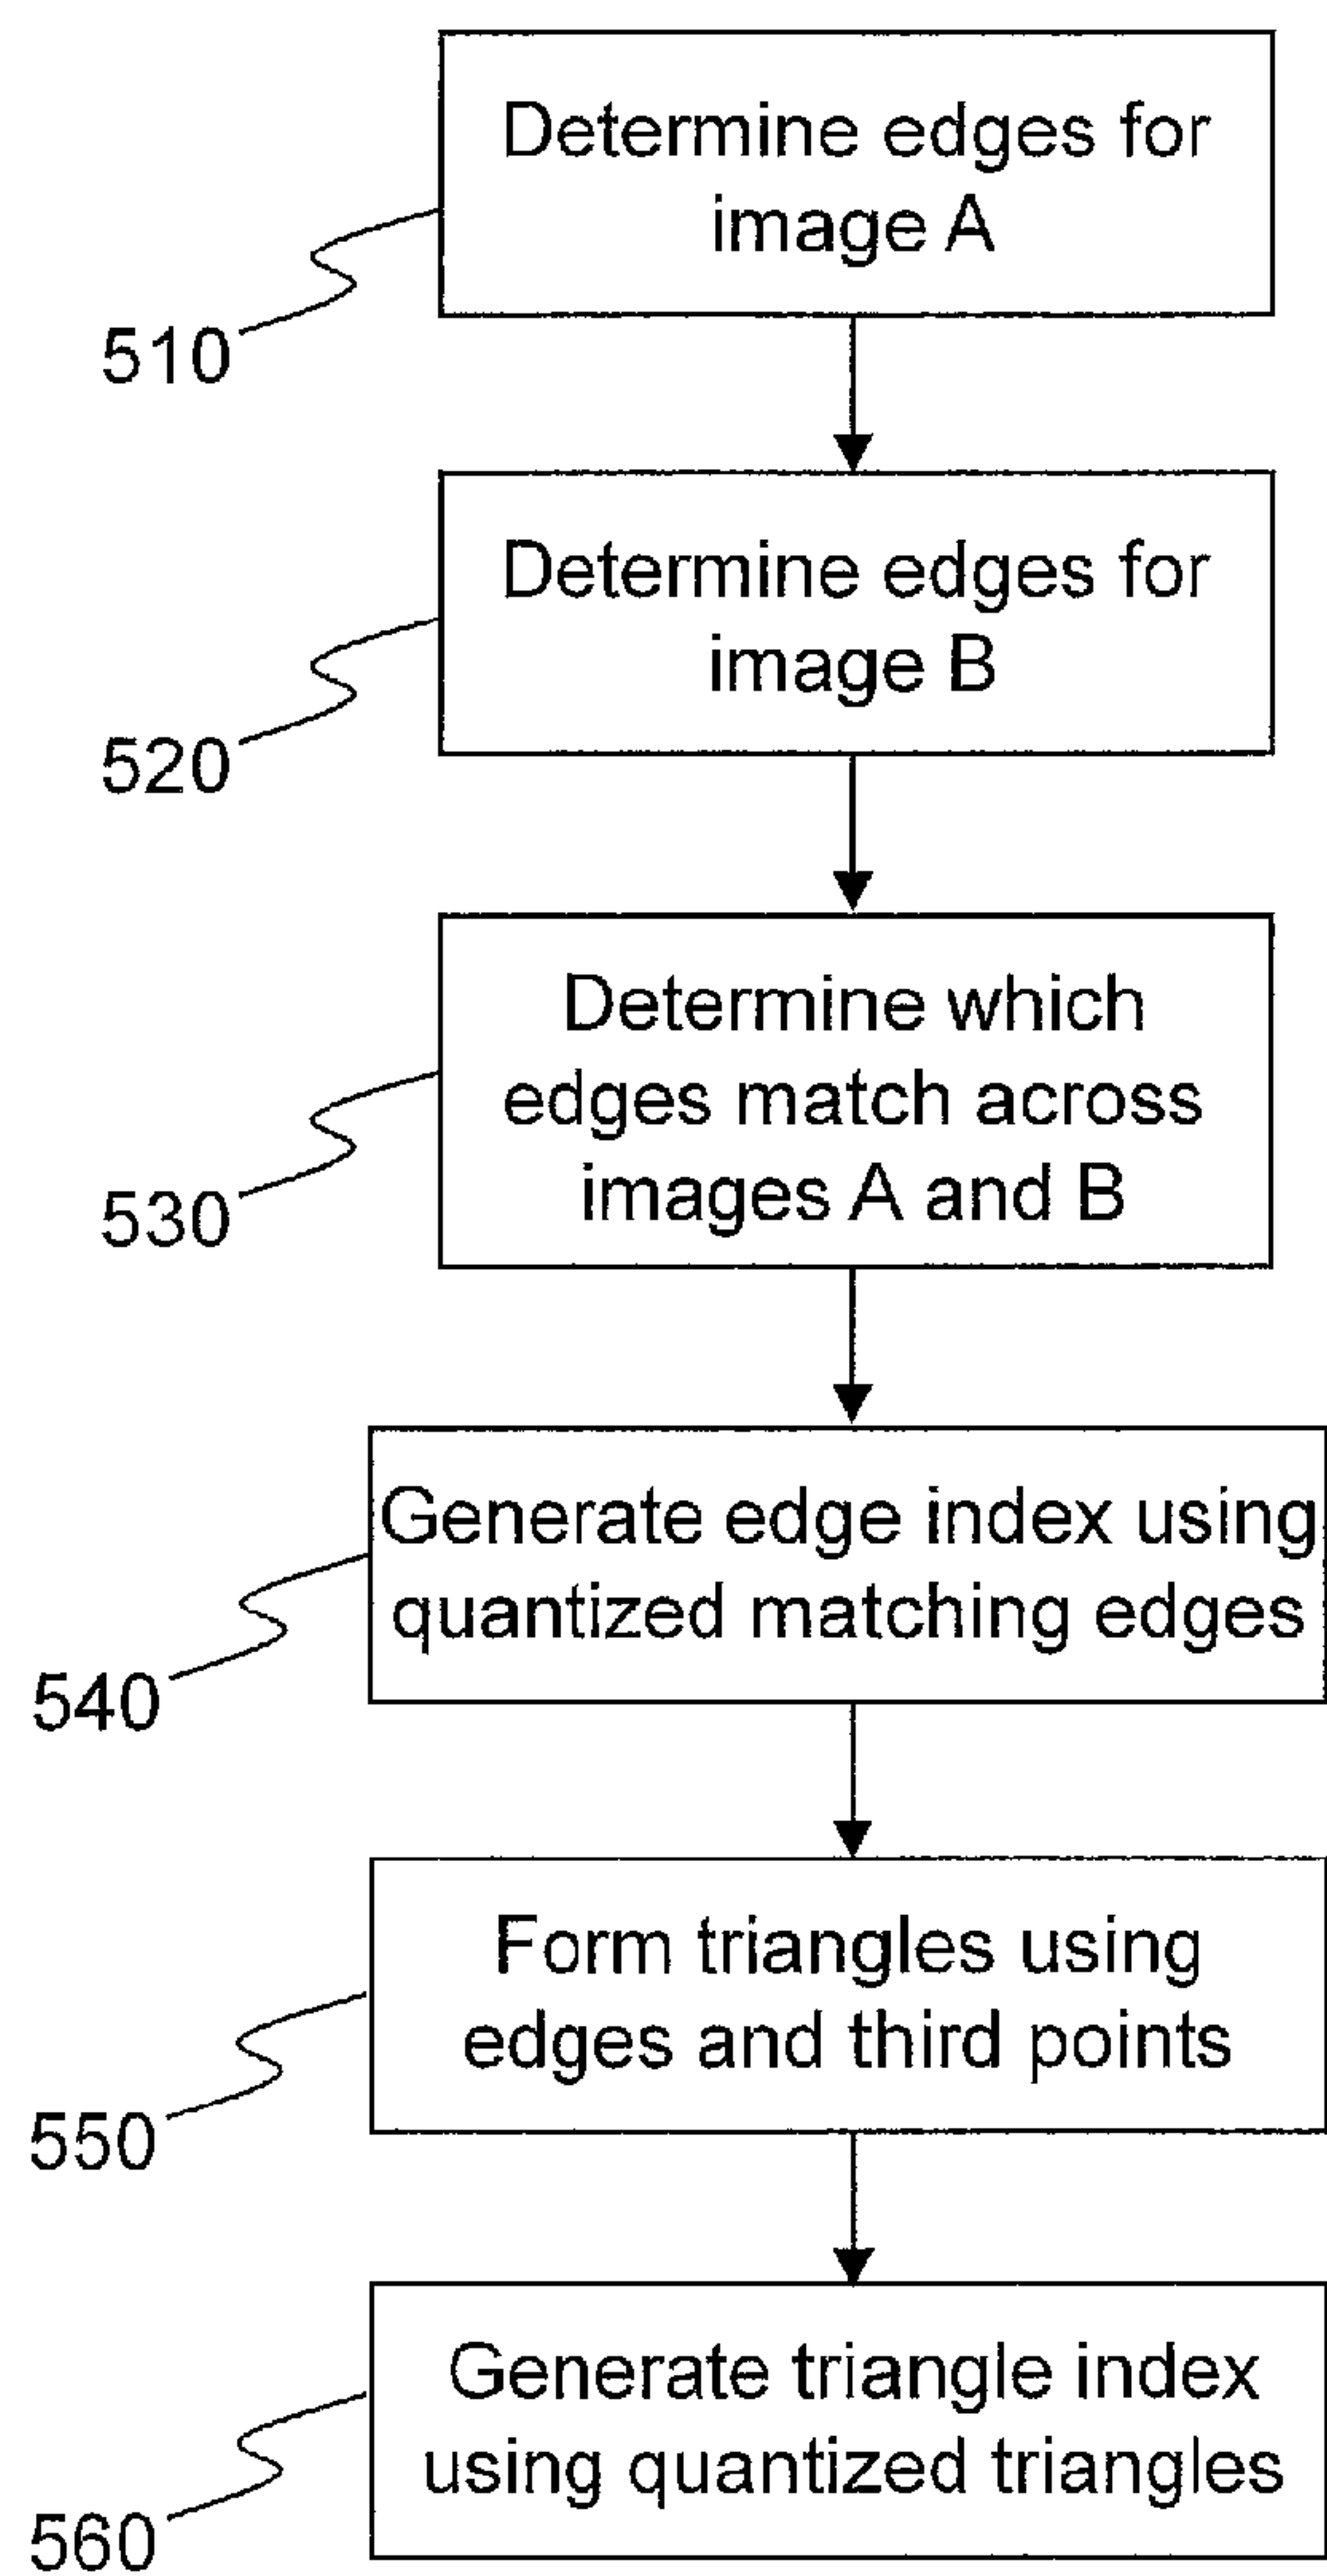 Determine edges for
image A
510
Determine edges for
image B
520
Determine which
edges match across
images A and B
530
Generate edge index using
quantized matching edges
540
Form triangles using
edges and third points
550
Generate triangle index
using quantized triangles
560